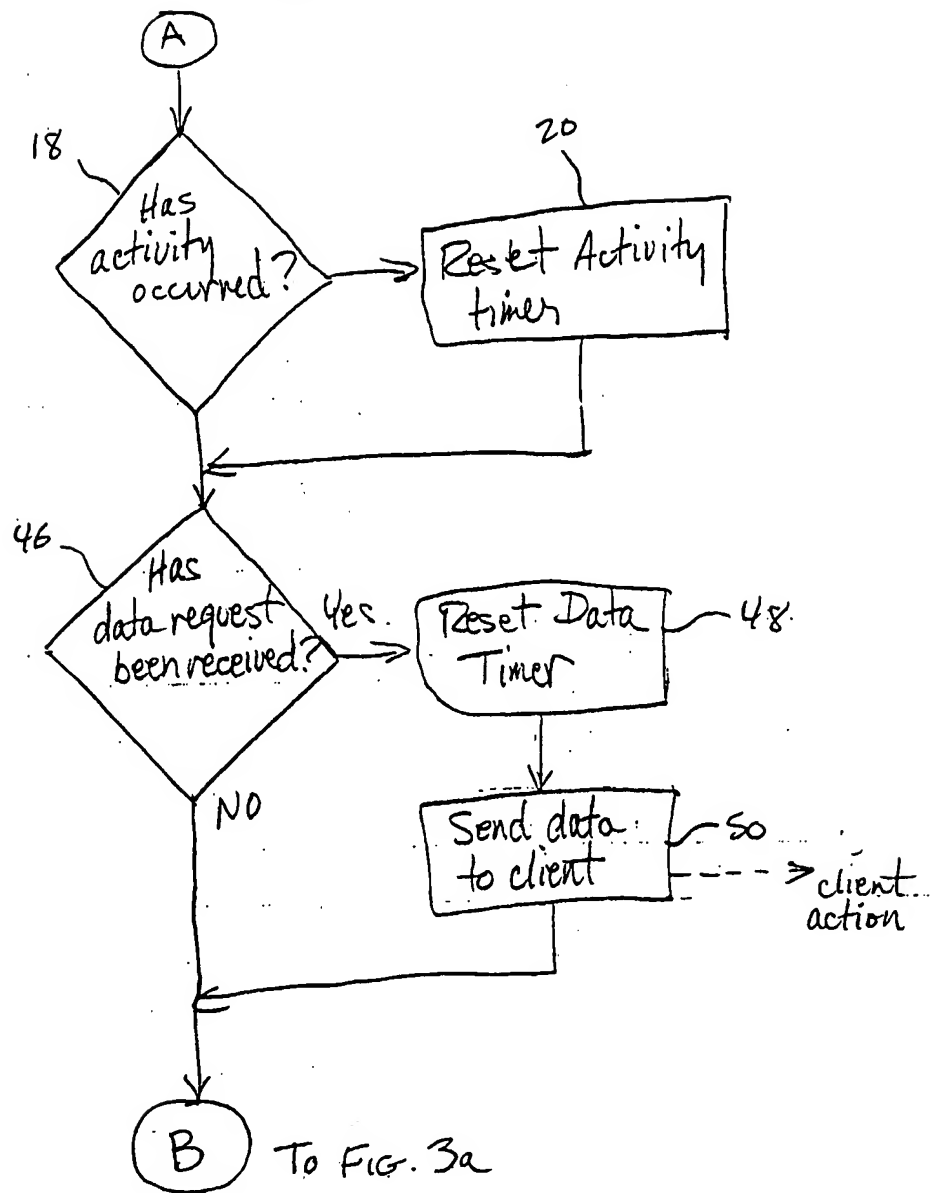 A
18
Has
activity
occurred?
20
Reset Activity
timer
46
Has
data request
been received?
Yes.
Reset Data
Timer
48.
NO
Send data
to client
50
client
action
B
To FIG. 3a